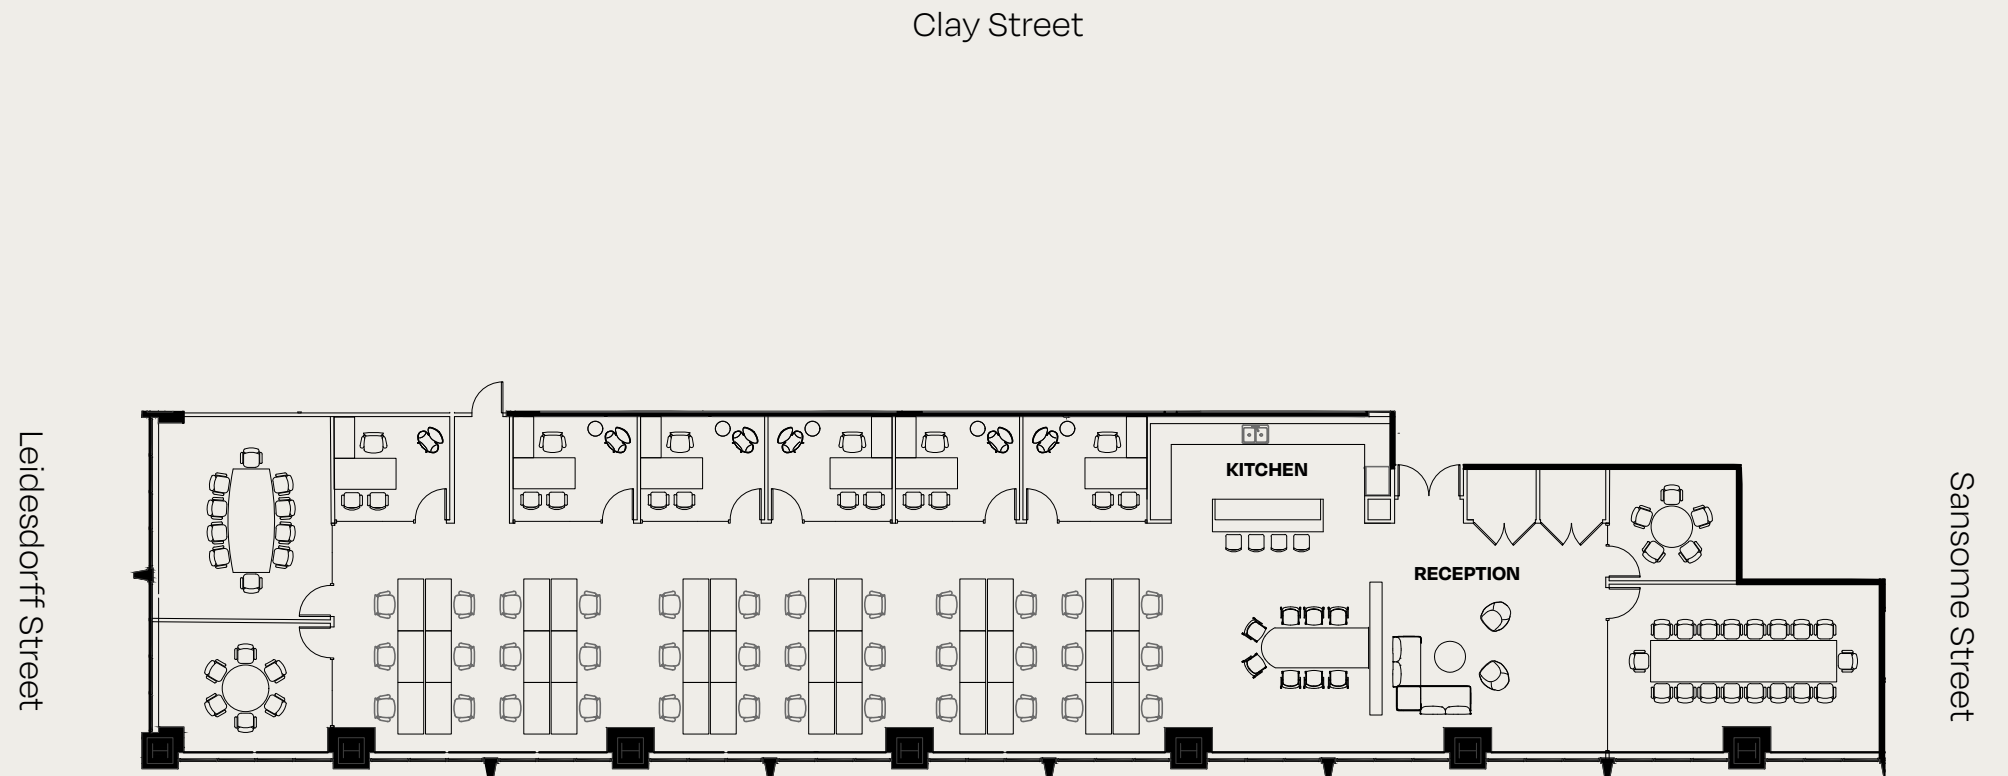 Clay Street
Leidesdorff Street
KITCHEN
RECEPTION
Sansome Street